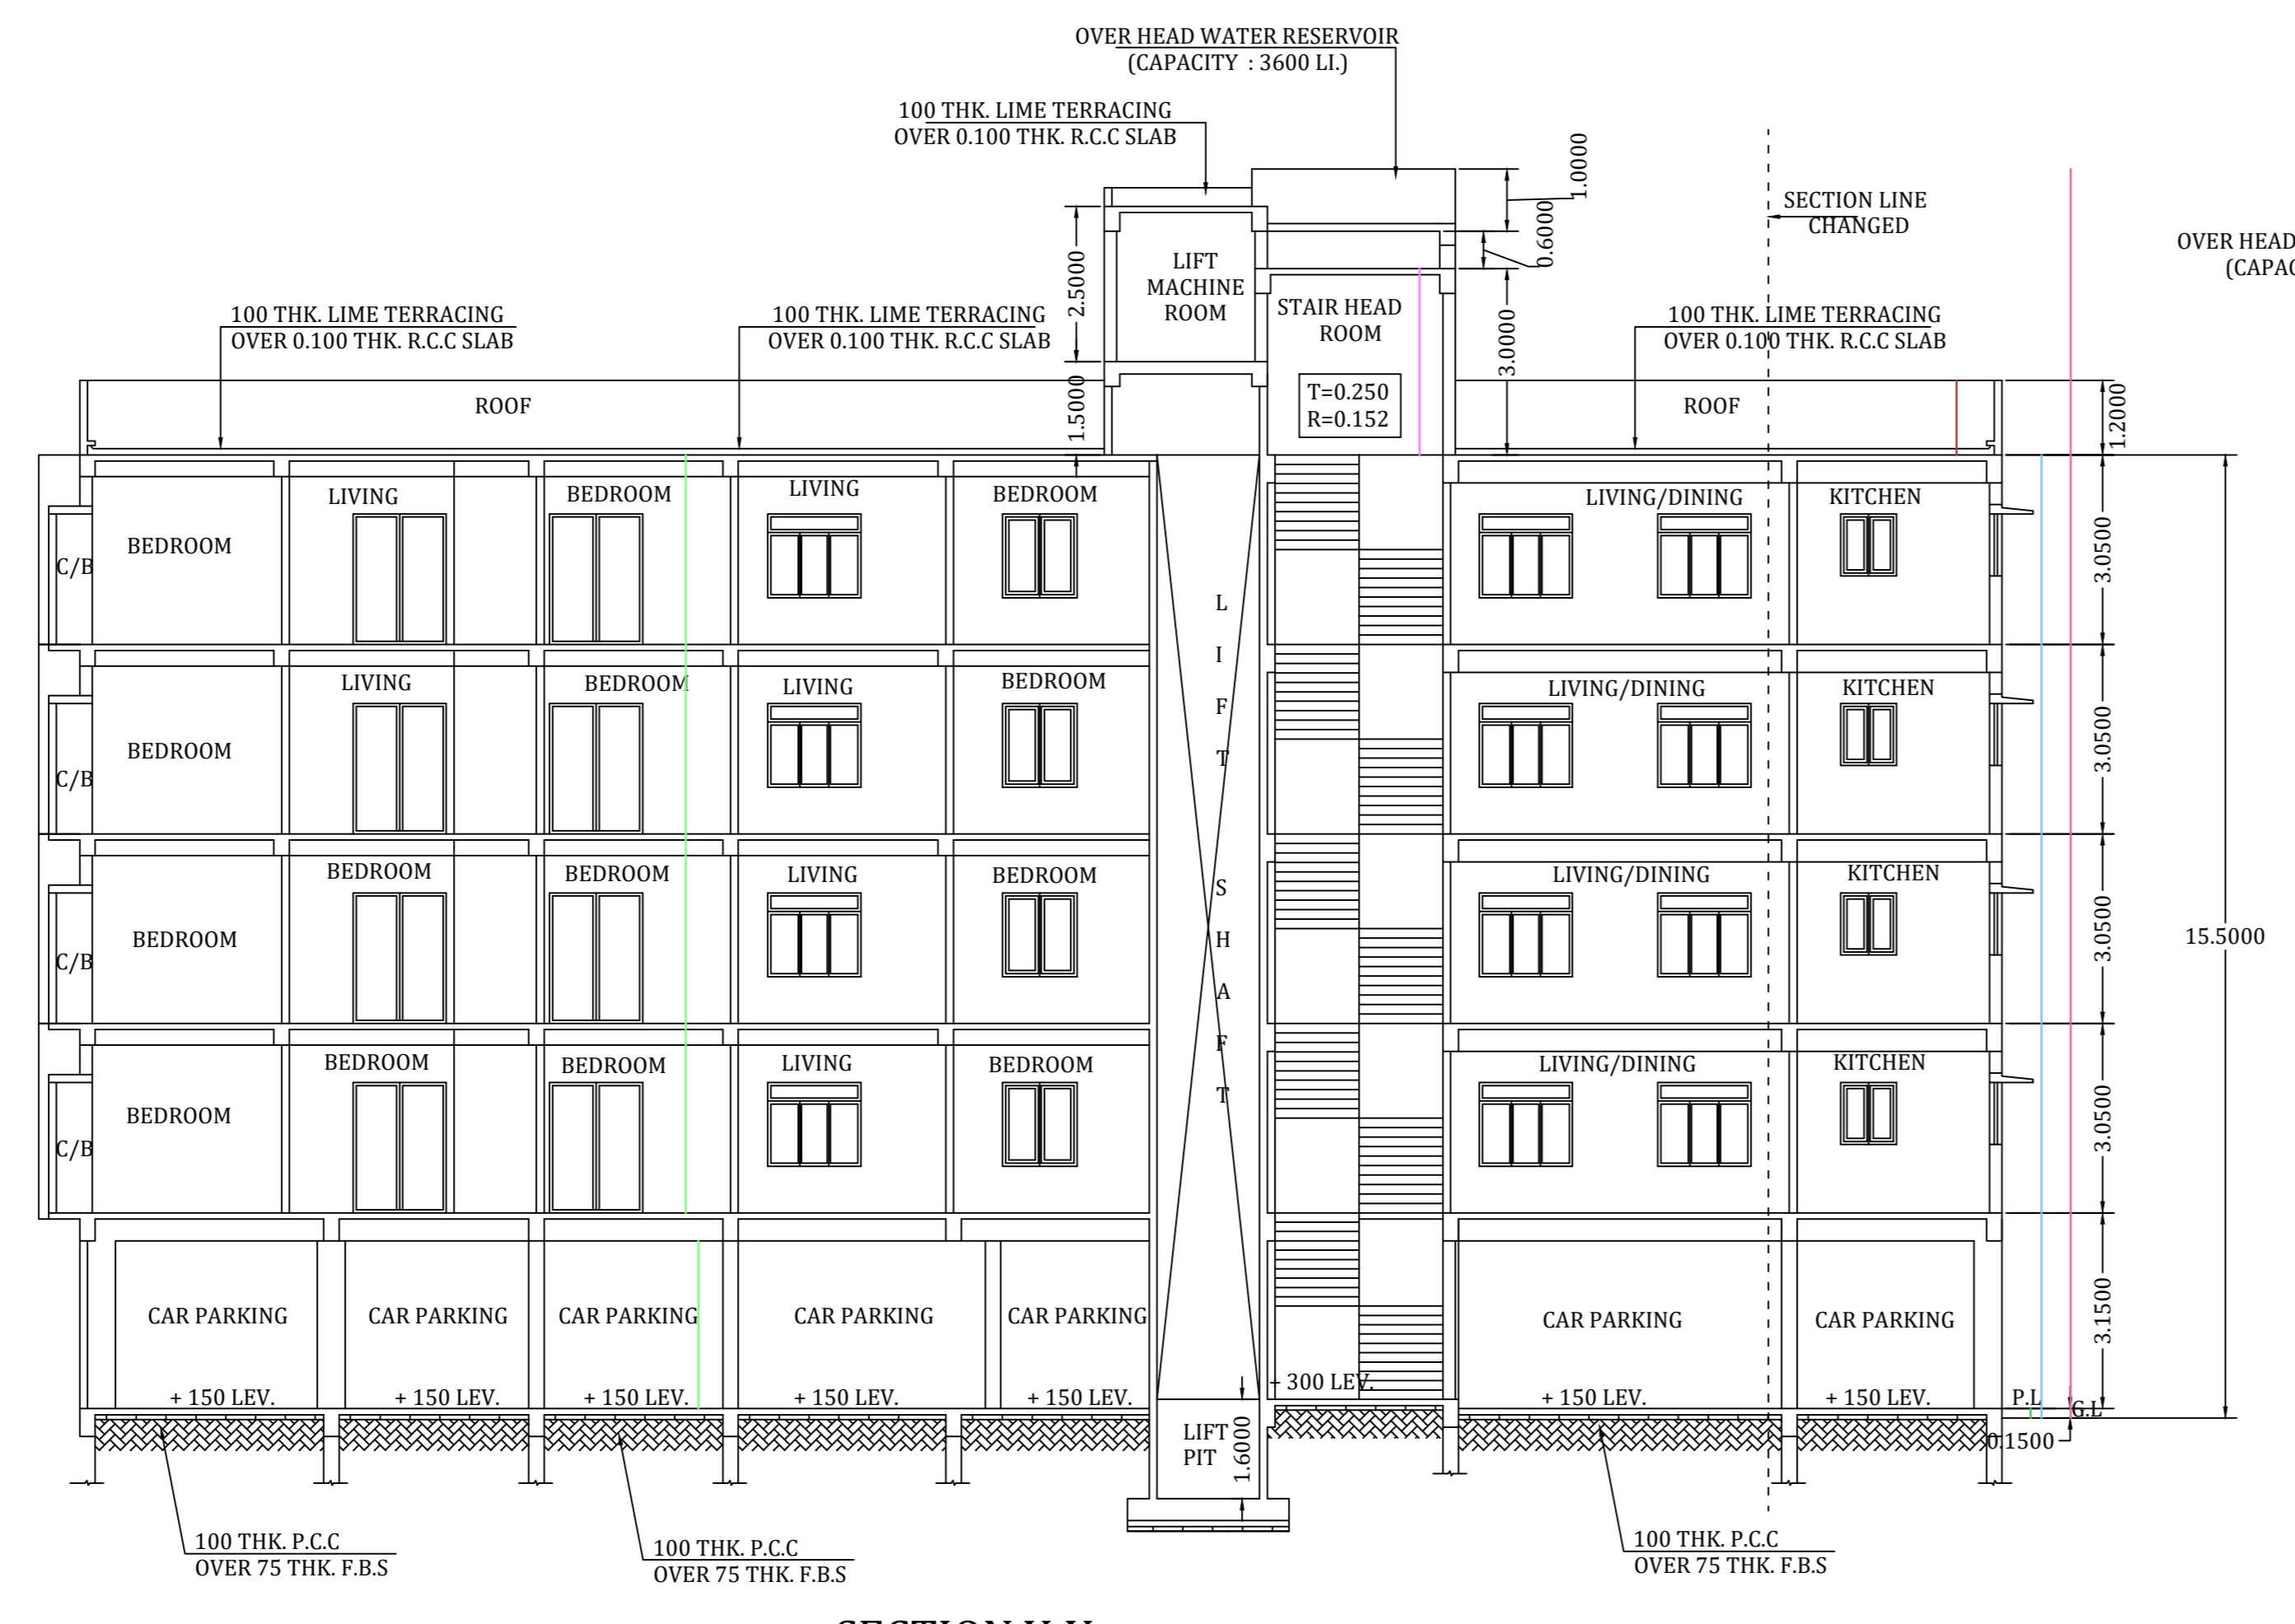 OVER HEAD WATER RESERVOIR
(CAPACITY : 3600 LI.)
100 THK. LIME TERRACING
OVER 0.100 THK. R.C.C SLAB
1.0000
SECTION LINE
CHANGED
0.6000
OVER HEAD
LIFT
MACHINE
ROOM
2.5000
STAIR HEAD
ROOM
3.0000
100 THK. LIME TERRACING
OVER 0.100 THK. R.C.C SLAB
100 THK. LIME TERRACING
OVER 0.100 THK. R.C.C SLAB
100 THK. LIME TERRACING
OVER 0.100 THK. R.C.C SLAB
T=0.250
R=0.152
1.5000
ROOF
ROOF
1.2000
LIVING
BEDROOM
LIVING
BEDROOM
LIVING/DINING
KITCHEN
BEDROOM
C/B
3.0500
LIVING
BEDROOM
LIVING
BEDROOM
LIVING/DINING
KITCHEN
BEDROOM
C/B
3.0500
BEDROOM
BEDROOM
LIVING
BEDROOM
LIVING/DINING
KITCHEN
BEDROOM
C/B
3.0500
15.5000
BEDROOM
BEDROOM
LIVING
BEDROOM
LIVING/DINING
KITCHEN
BEDROOM
C/B
3.0500
LIFT
SHAFT
CAR PARKING
CAR PARKING
CAR PARKING
CAR PARKING
CAR PARKING
CAR PARKING
CAR PARKING
3.1500
+ 150 LEV.
+ 150 LEV.
+ 150 LEV.
+ 150 LEV.
+ 150 LEV.
+ 300 LEV.
+ 150 LEV.
+ 150 LEV.
P.L
G.L
0.1500
LIFT
PIT
1.6000
100 THK. P.C.C
OVER 75 THK. F.B.S
100 THK. P.C.C
OVER 75 THK. F.B.S
100 THK. P.C.C
OVER 75 THK. F.B.S